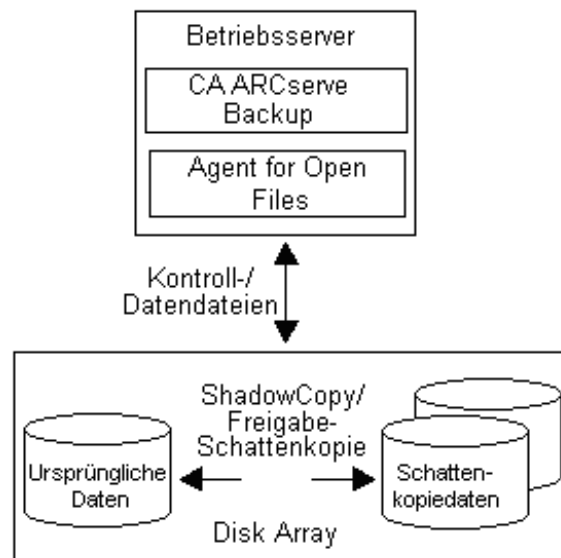 Betriebsserver
CA ARCserve
Backup
Agent for Open
Files
Kontroll-/
Datendateien
ShadowCopy/
Freigabe-
Schattenkopie
Ursprüngliche
Daten
Schatten-
kopiedaten
Disk Array